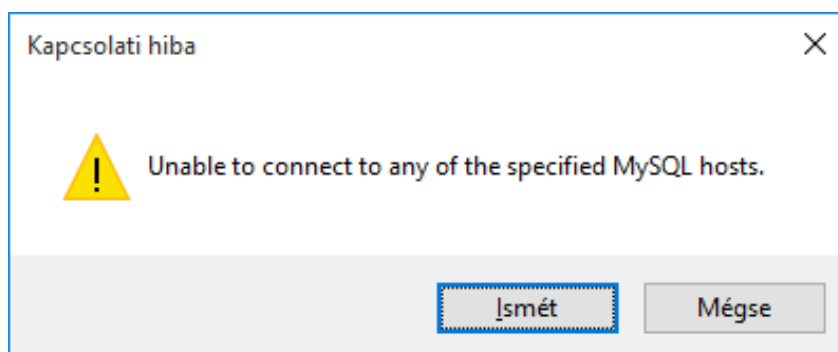 Kapcsolati hiba
Unable to connect to any of the specified MySQL hosts.
Ismét
Mégse